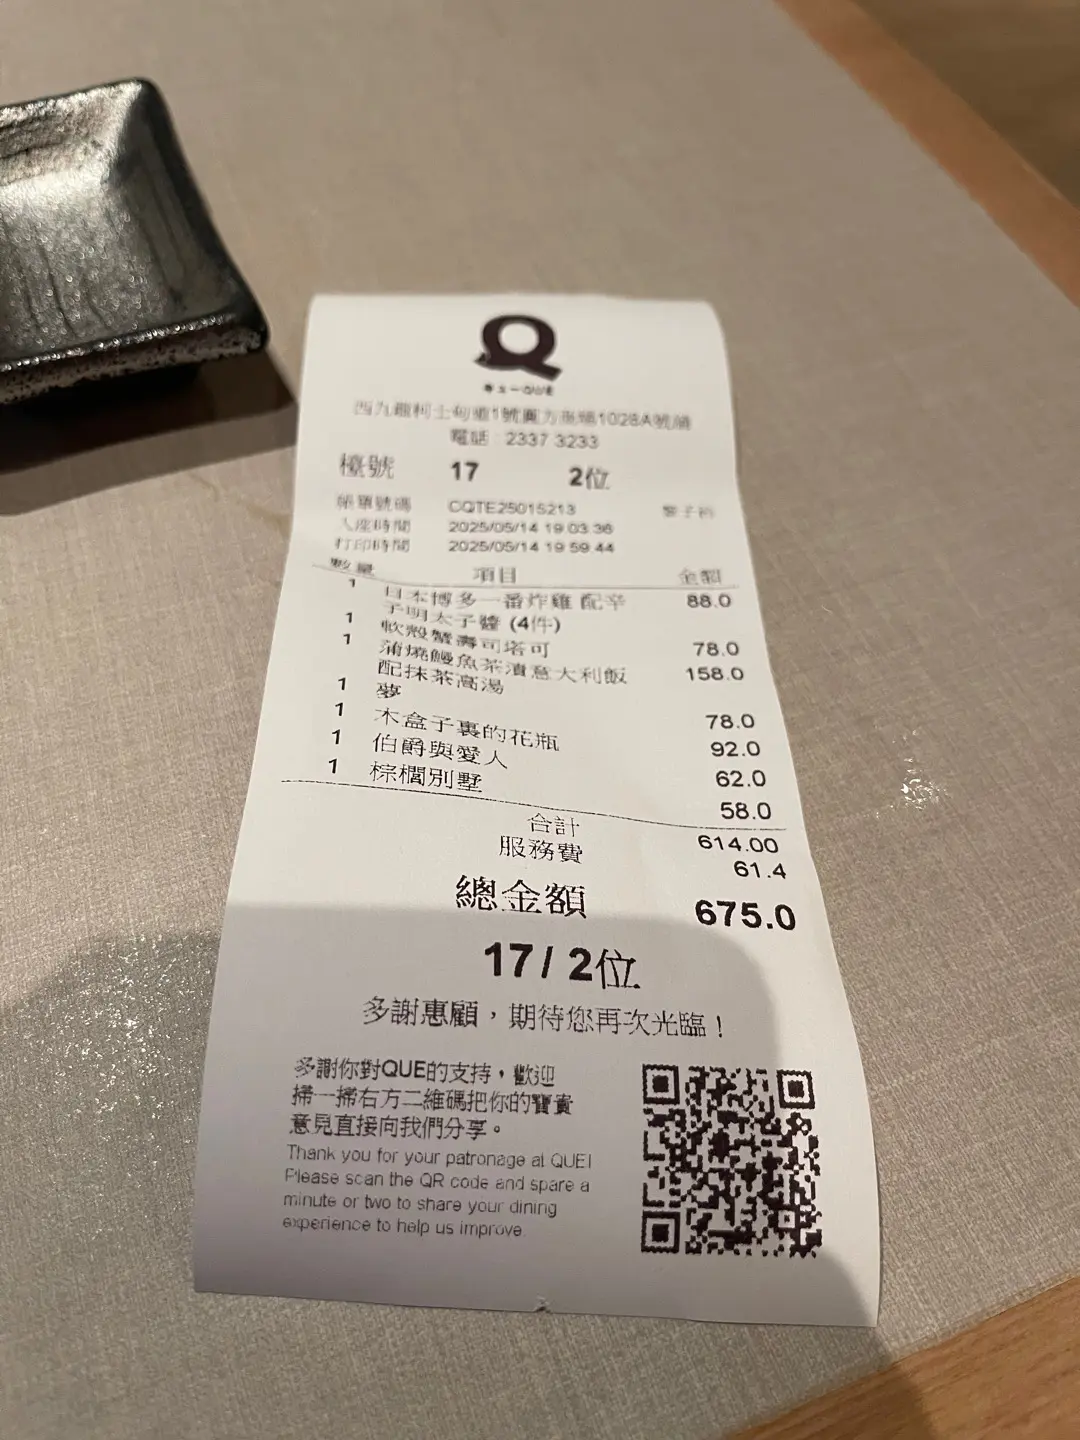 Q
QUE
西九龍柯士甸道1號圓方商場1028A號舖
電話 : 2337 3233
檯號 17 2位
帳單號碼 CQTE25015213
入座時間 2025/05/14 19:03:36
打印時間 2025/05/14 19:59:44
數量 項目 金額
1 日本博多一番炸雞 配辛 88.0
子明太子醬 (4件)
1 軟殼蟹壽司塔可 78.0
1 蒲燒鰻魚茶漬意大利飯 158.0
配抹茶高湯
1 夢 78.0
1 木盒子裏的花瓶 92.0
1 伯爵與愛人 62.0
1 棕櫚別墅 58.0
合計 614.00
服務費 61.4
總金額 675.0
17/ 2位
多謝惠顧，期待您再次光臨！
多謝你對QUE的支持，歡迎
掃一掃右方二維碼把你的寶貴
意見直接向我們分享。
Thank you for your patronage at QUE!
Please scan the QR code and spare a
minute or two to share your dining
experience to help us improve.